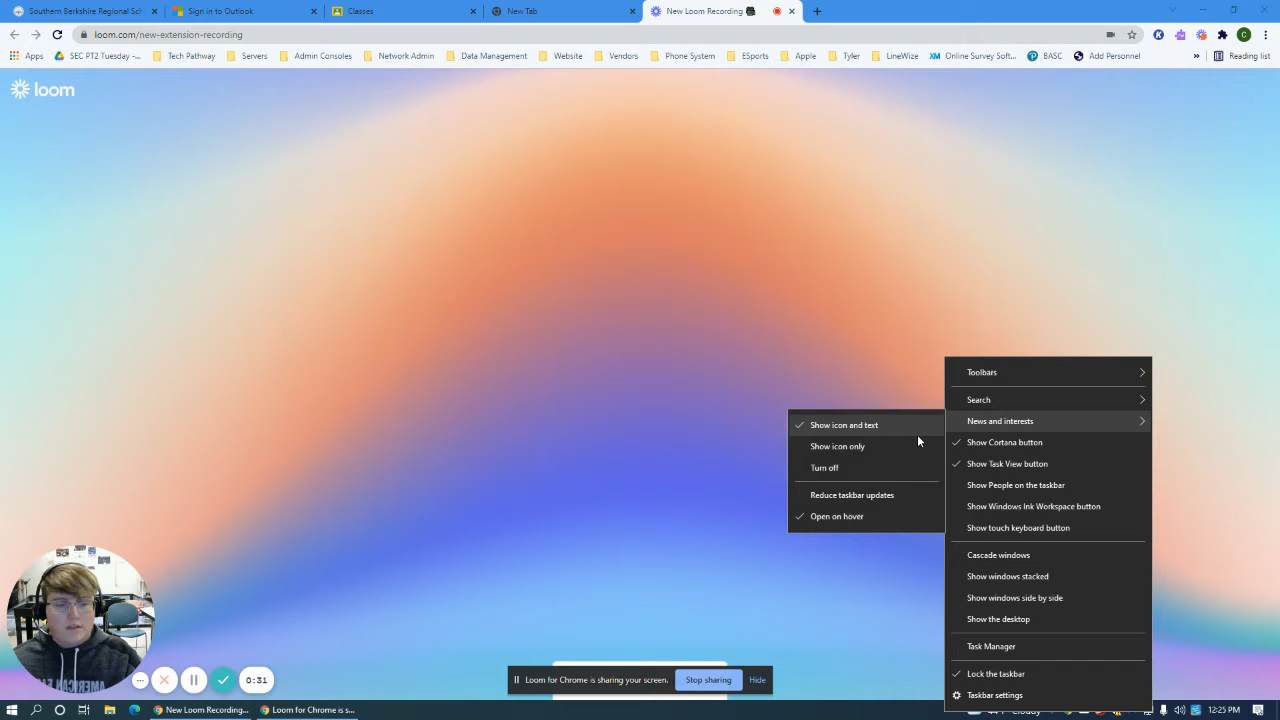 Southern Berkshire Regional Sch
Sign in to Outlook
Classes
New Tab
New Loom Recording
loom.com/new-extension-recording
Apps
SEC PT2 Tuesday -...
Tech Pathway
Servers
Admin Consoles
Network Admin
Data Management
Website
Vendors
Phone System
ESports
Apple
Tyler
LineWize
XM Online Survey Soft...
BASC
Add Personnel
»
Reading list
loom
Toolbars
Search
News and interests
Show Cortana button
Show Task View button
Show People on the taskbar
Show Windows Ink Workspace button
Show touch keyboard button
Cascade windows
Show windows stacked
Show windows side by side
Show the desktop
Task Manager
Lock the taskbar
Taskbar settings
Show icon and text
Show icon only
Turn off
Reduce taskbar updates
Open on hover
0:31
Loom for Chrome is sharing your screen.
Stop sharing
Hide
New Loom Recording...
Loom for Chrome is s...
12:25 PM